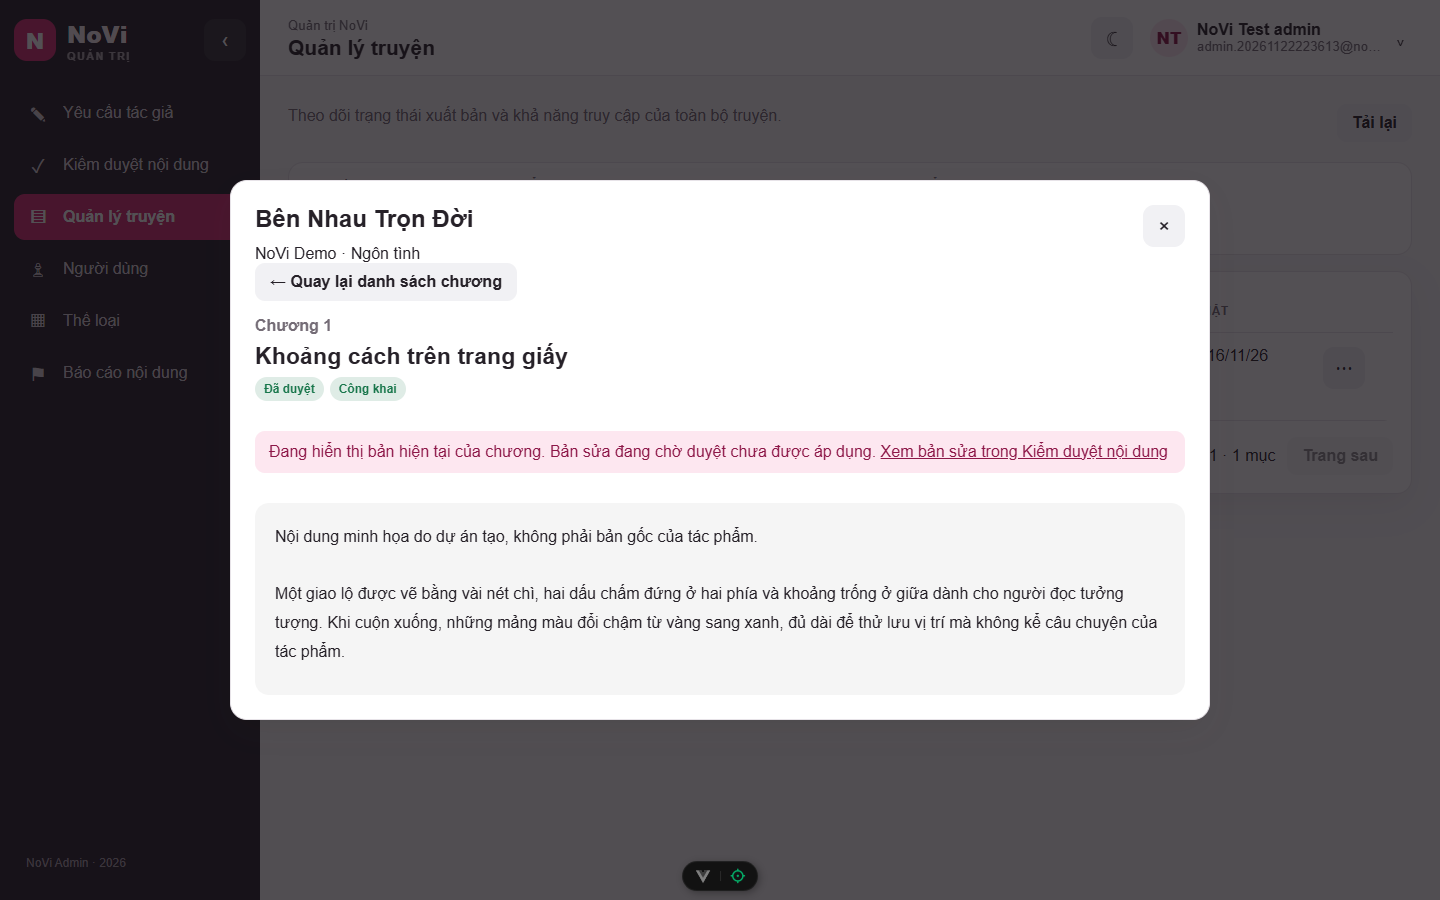 N
NoVi
QUẢN TRỊ
Yêu cầu tác giả
Kiểm duyệt nội dung
Quản lý truyện
Người dùng
Thể loại
Báo cáo nội dung
NoVi Admin · 2026
Quản trị NoVi
Quản lý truyện
NT
NoVi Test admin
admin.20261122223613@no...
Theo dõi trạng thái xuất bản và khả năng truy cập của toàn bộ truyện.
Tải lại
Bên Nhau Trọn Đời
×
NoVi Demo · Ngôn tình
← Quay lại danh sách chương
Chương 1
Khoảng cách trên trang giấy
Đã duyệt
Công khai
Đang hiển thị bản hiện tại của chương. Bản sửa đang chờ duyệt chưa được áp dụng. Xem bản sửa trong Kiểm duyệt nội dung
Nội dung minh họa do dự án tạo, không phải bản gốc của tác phẩm.
Một giao lộ được vẽ bằng vài nét chì, hai dấu chấm đứng ở hai phía và khoảng trống ở giữa dành cho người đọc tưởng
tượng. Khi cuộn xuống, những mảng màu đổi chậm từ vàng sang xanh, đủ dài để thử lưu vị trí mà không kể câu chuyện của
tác phẩm.
16/11/26
...
1 · 1 mục
Trang sau